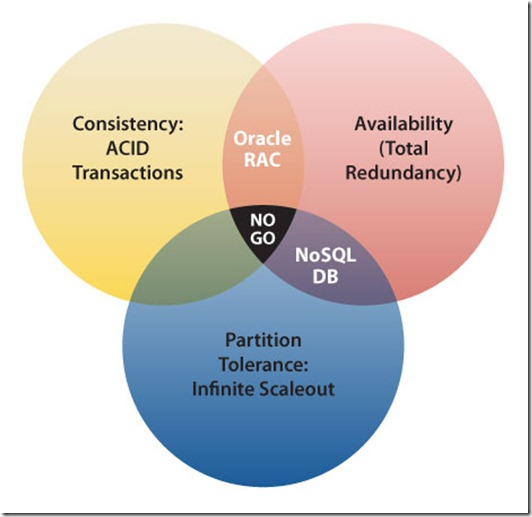 Consistency:
ACID
Transactions
Oracle
RAC
Availability
(Total
Redundancy)
NO
GO
NoSQL
DB
Partition
Tolerance:
Infinite Scaleout